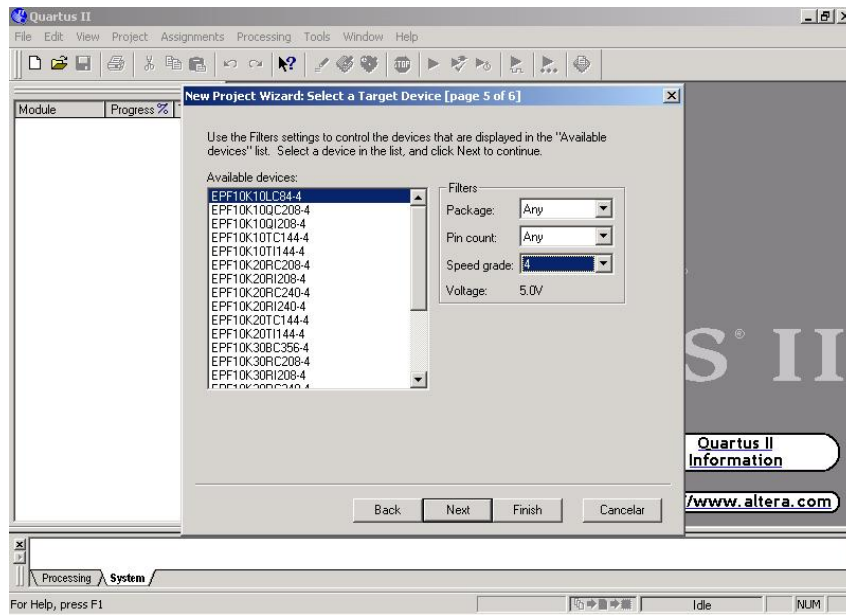 Quartus II
File Edit View Project Assignments Processing Tools Window Help
STOP
Module Progress %
New Project Wizard: Select a Target Device [page 5 of 6]
Use the Filters settings to control the devices that are displayed in the "Available
devices" list. Select a device in the list, and click Next to continue.
Available devices:
EPF10K10LC84-4
EPF10K10QC208-4
EPF10K10QI208-4
EPF10K10TC144-4
EPF10K10TI144-4
EPF10K20RC208-4
EPF10K20RI208-4
EPF10K20RC240-4
EPF10K20RI240-4
EPF10K20TC144-4
EPF10K20TI144-4
EPF10K30BC356-4
EPF10K30RC208-4
EPF10K30RI208-4
EPF10K30RC240-4
Filters
Package: Any
Pin count: Any
Speed grade: 4
Voltage: 5.0V
S® II
Quartus II
Information
/www.altera.com
Back Next Finish Cancelar
Processing System
For Help, press F1
Idle NUM